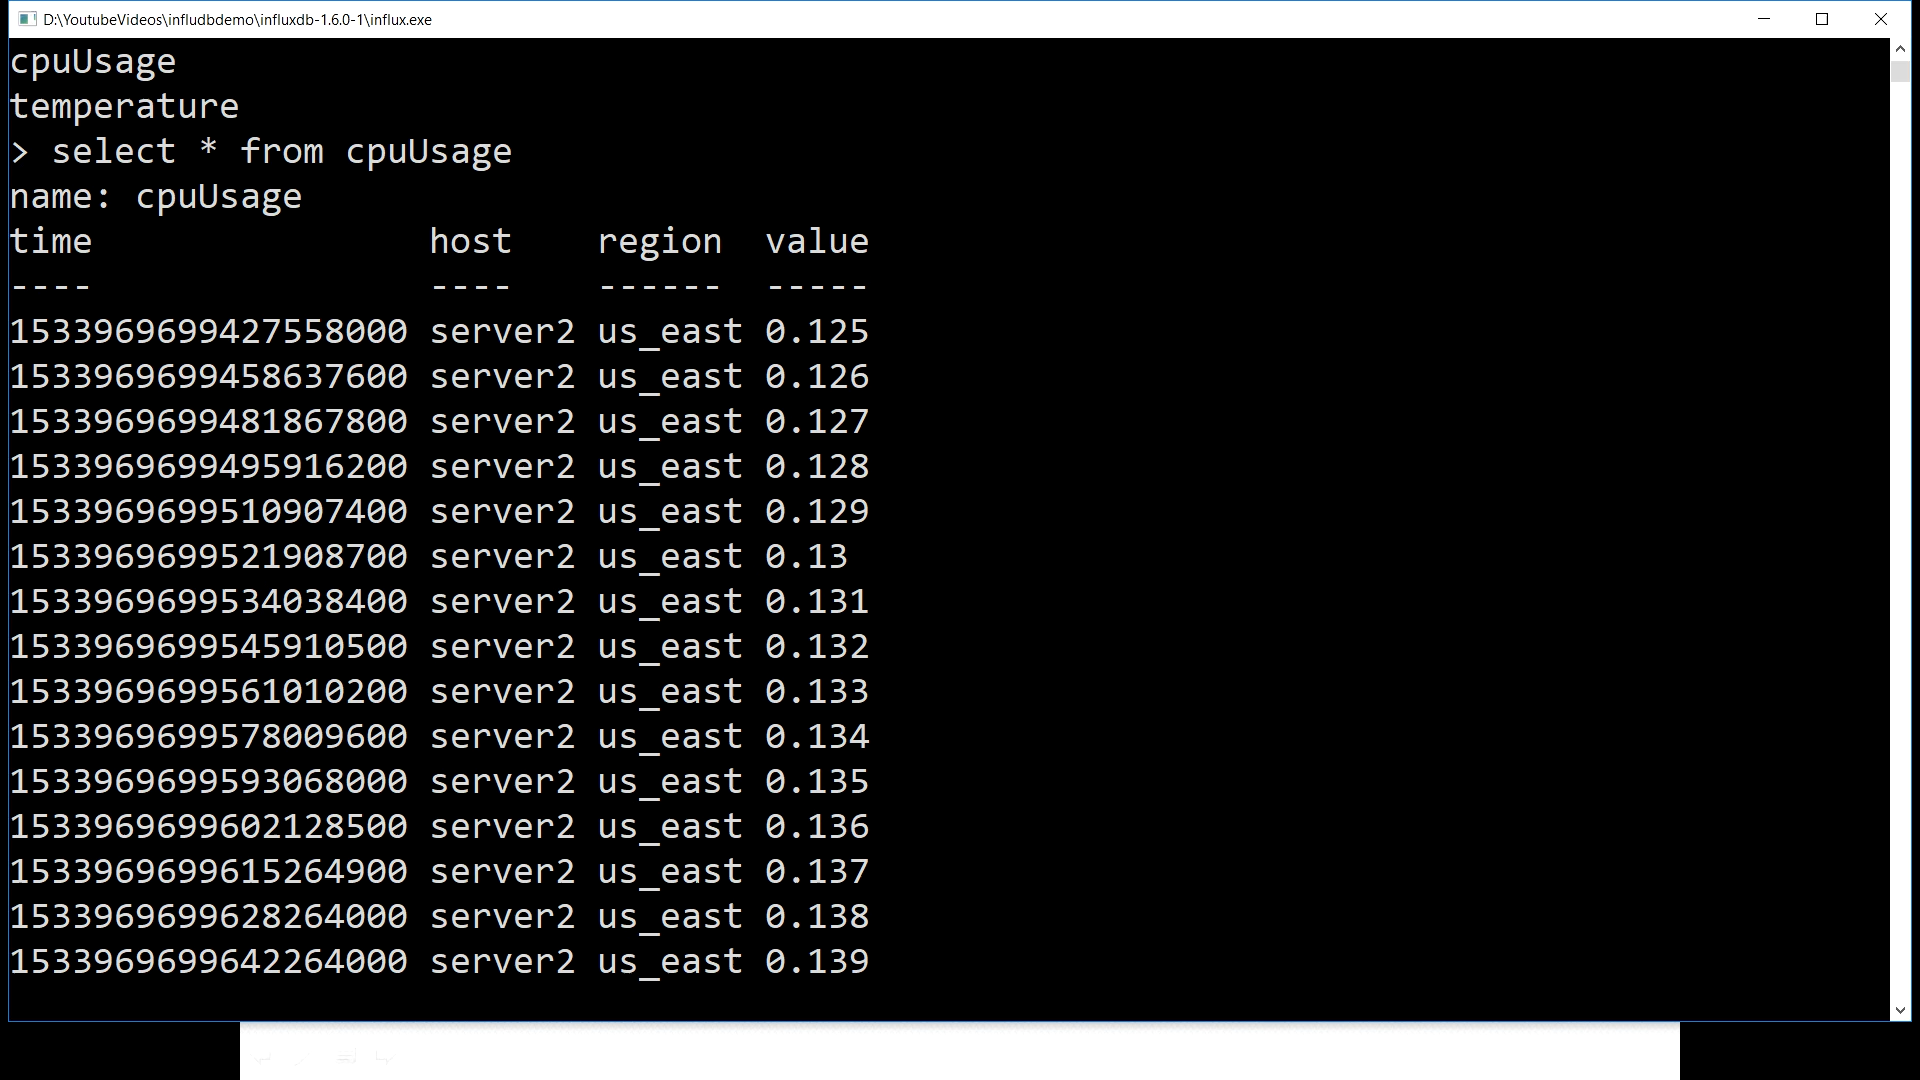 D:\YoutubeVideos\infludbdemo\influxdb-1.6.0-1\influx.exe
cpuUsage
temperature
> select * from cpuUsage
name: cpuUsage
time                host    region  value
----                ----    ------  -----
1533969699427558000 server2 us_east 0.125
1533969699458637600 server2 us_east 0.126
1533969699481867800 server2 us_east 0.127
1533969699495916200 server2 us_east 0.128
1533969699510907400 server2 us_east 0.129
1533969699521908700 server2 us_east 0.13
1533969699534038400 server2 us_east 0.131
1533969699545910500 server2 us_east 0.132
1533969699561010200 server2 us_east 0.133
1533969699578009600 server2 us_east 0.134
1533969699593068000 server2 us_east 0.135
1533969699602128500 server2 us_east 0.136
1533969699615264900 server2 us_east 0.137
1533969699628264000 server2 us_east 0.138
1533969699642264000 server2 us_east 0.139